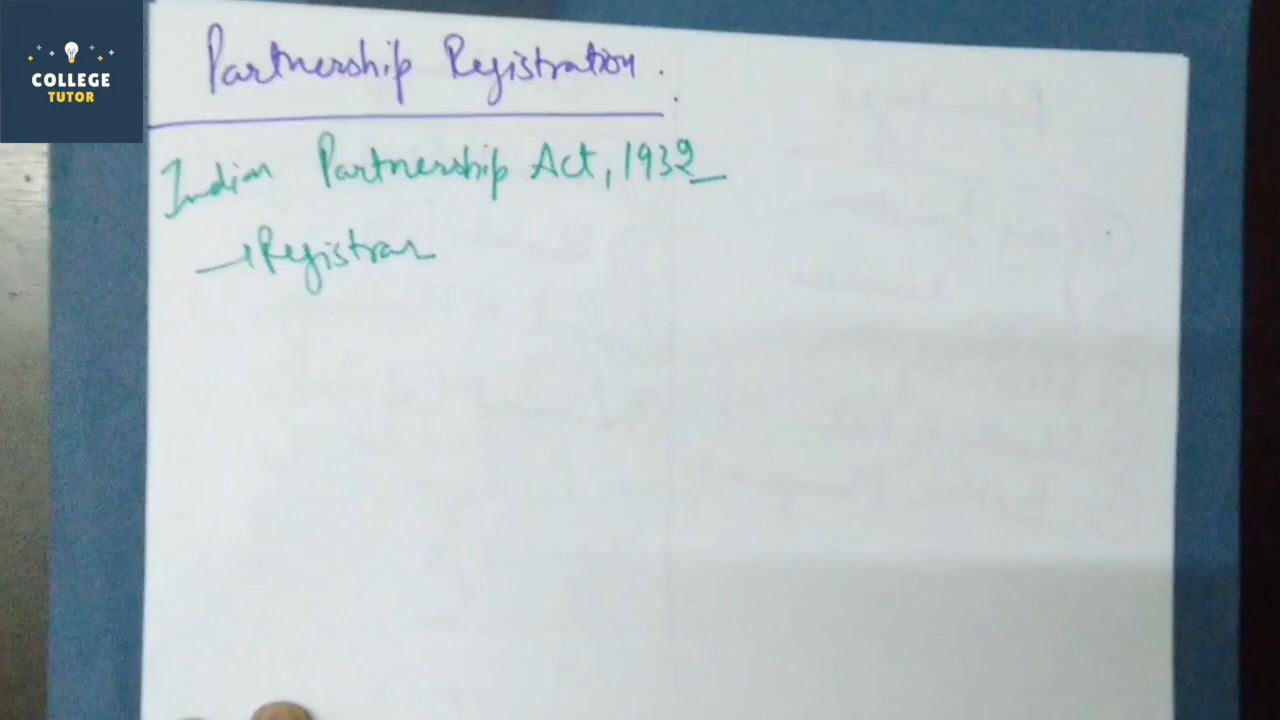 COLLEGE
TUTOR
Partnership Registration.
Indian Partnership Act, 1932
→ Registrar